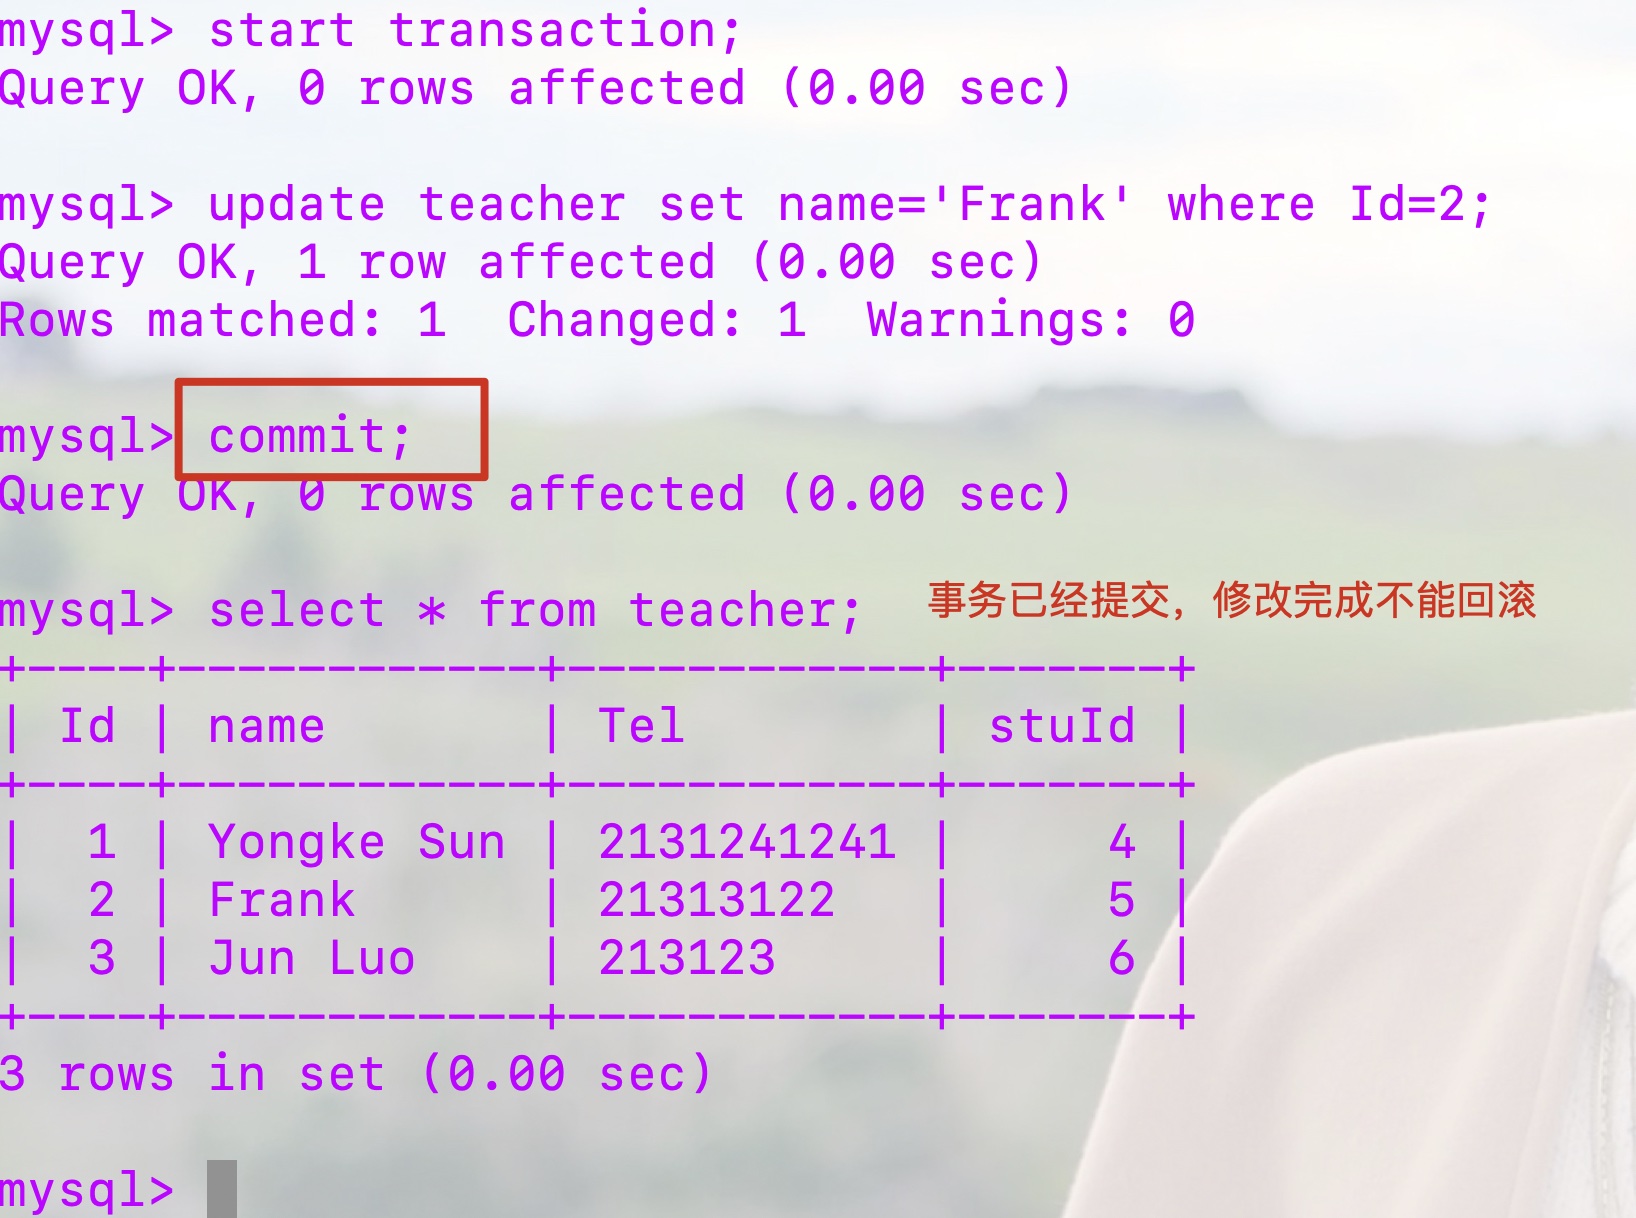 mysql> start transaction;
Query OK, 0 rows affected (0.00 sec)
mysql> update teacher set name='Frank' where Id=2;
Query OK, 1 row affected (0.00 sec)
Rows matched: 1  Changed: 1  Warnings: 0
mysql> commit;
Query OK, 0 rows affected (0.00 sec)
mysql> select * from teacher; 事务已经提交，修改完成不能回滚
+----+------------+------------+-------+
| Id | name       | Tel        | stuId |
+----+------------+------------+-------+
|  1 | Yongke Sun | 2131241241 |     4 |
|  2 | Frank      | 21313122   |     5 |
|  3 | Jun Luo    | 213123     |     6 |
+----+------------+------------+-------+
3 rows in set (0.00 sec)
mysql>